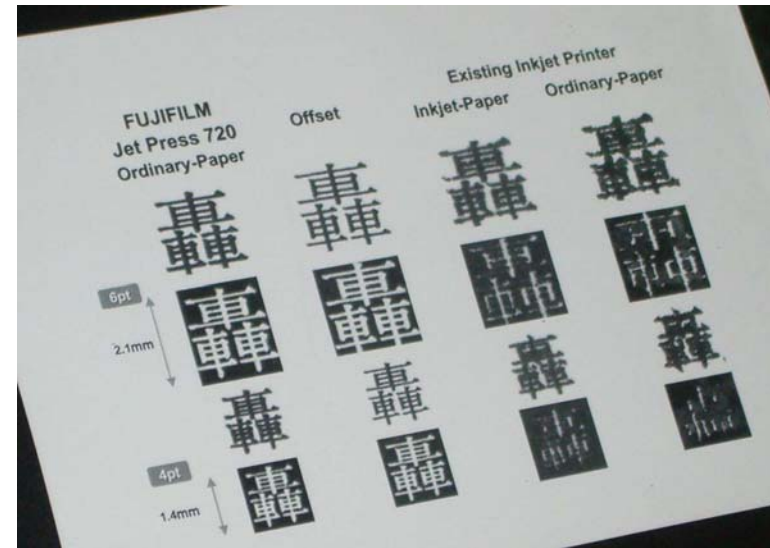 Existing Inkjet Printer
FUJIFILM
Jet Press 720
Ordinary-Paper
Offset
Inkjet-Paper
Ordinary-Paper
轟 轟 轟 轟
6pt
2.1mm
轟 轟 轟 轟
轟 轟 轟 轟
4pt
1.4mm
轟 轟